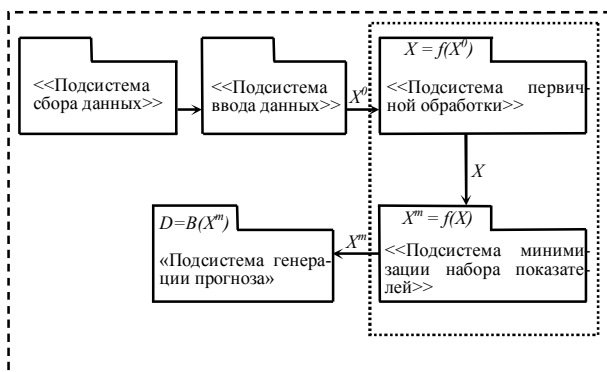 <<Подсистема
сбора данных>>
<<Подсистема
ввода данных>>
X⁰
X = f(X⁰)
<<Подсистема первич-
ной обработки>>
X
Xᵐ = f(X)
<<Подсистема миними-
зации набора показате-
лей>>
Xᵐ
D=B(Xᵐ)
«Подсистема генера-
ции прогноза»